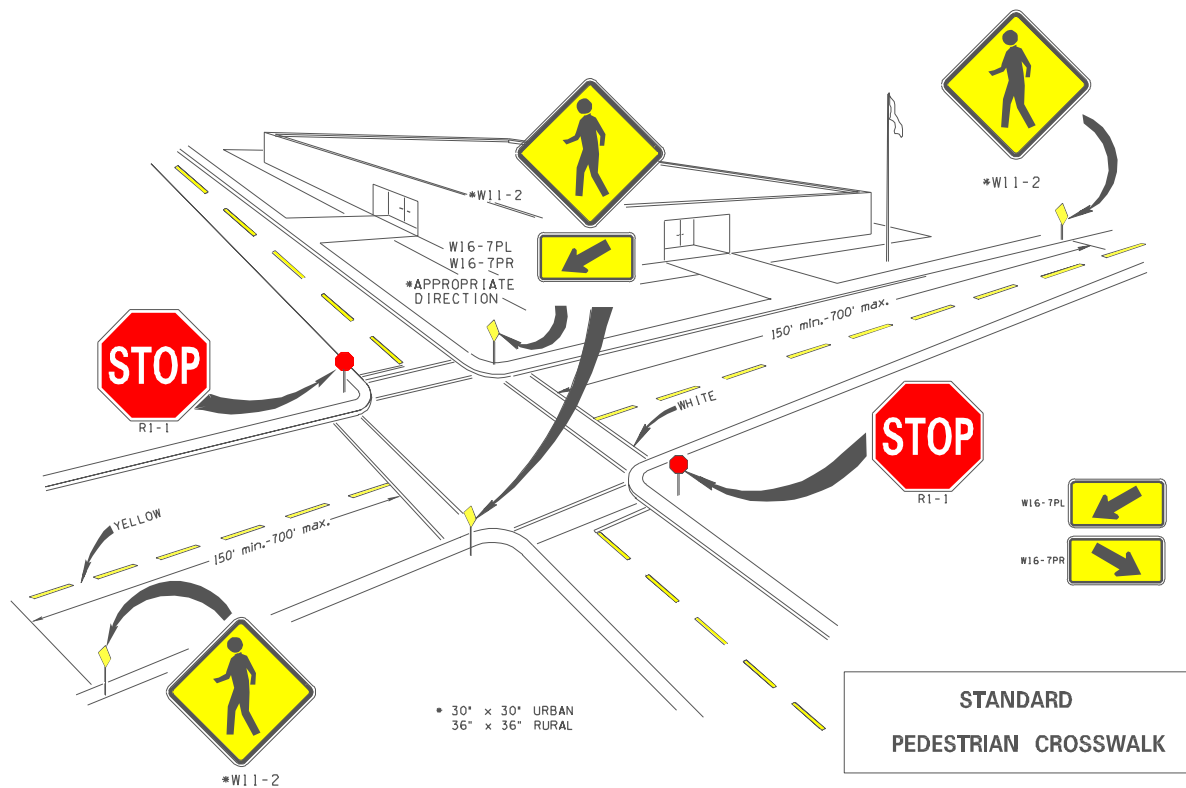 *W11-2
*W11-2
W16-7PL
W16-7PR
*APPROPRIATE
DIRECTION
150' min.-700' max.
STOP
R1-1
WHITE
STOP
R1-1
W16-7PL
W16-7PR
YELLOW
150' min.-700' max.
*W11-2
* 30" x 30" URBAN
36" x 36" RURAL
STANDARD
PEDESTRIAN CROSSWALK